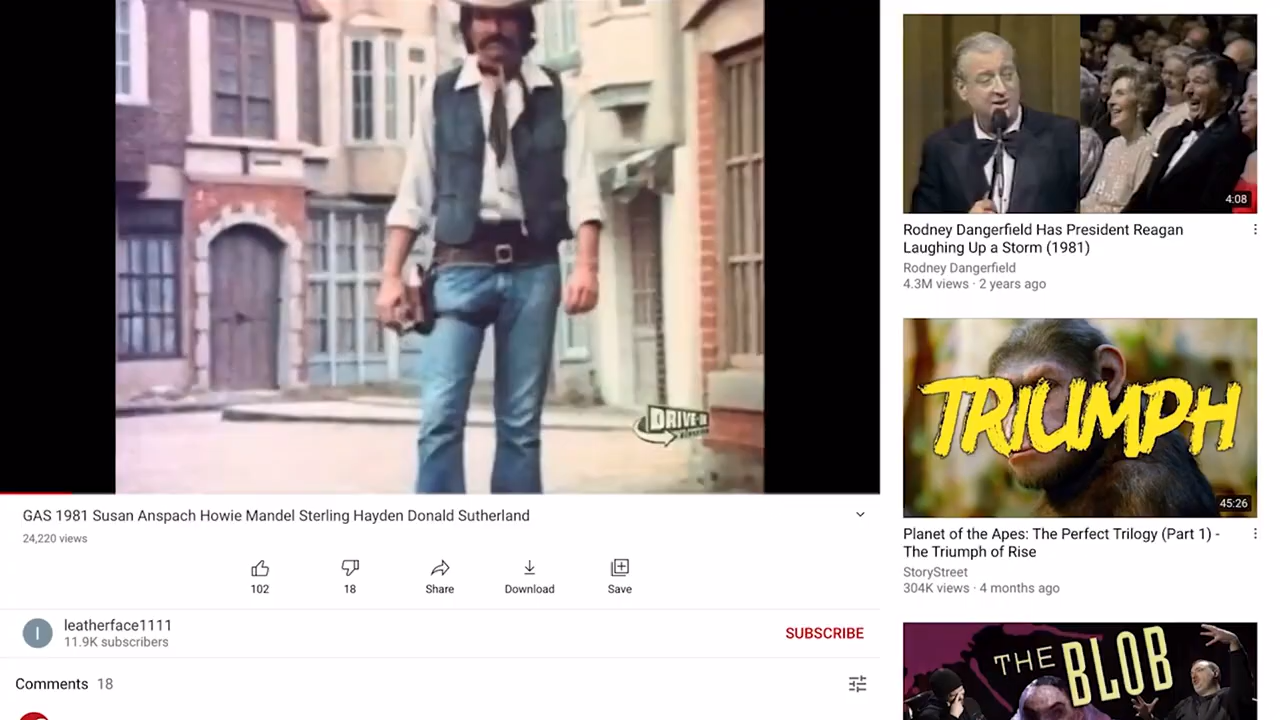 DRIVE-IN
GAS 1981 Susan Anspach Howie Mandel Sterling Hayden Donald Sutherland
24,220 views
102
18
Share
Download
Save
I
leatherface1111
11.9K subscribers
SUBSCRIBE
Comments 18
4:08
Rodney Dangerfield Has President Reagan
Laughing Up a Storm (1981)
Rodney Dangerfield
4.3M views · 2 years ago
TRIUMPH
45:26
Planet of the Apes: The Perfect Trilogy (Part 1) -
The Triumph of Rise
StoryStreet
304K views · 4 months ago
THE BLOB